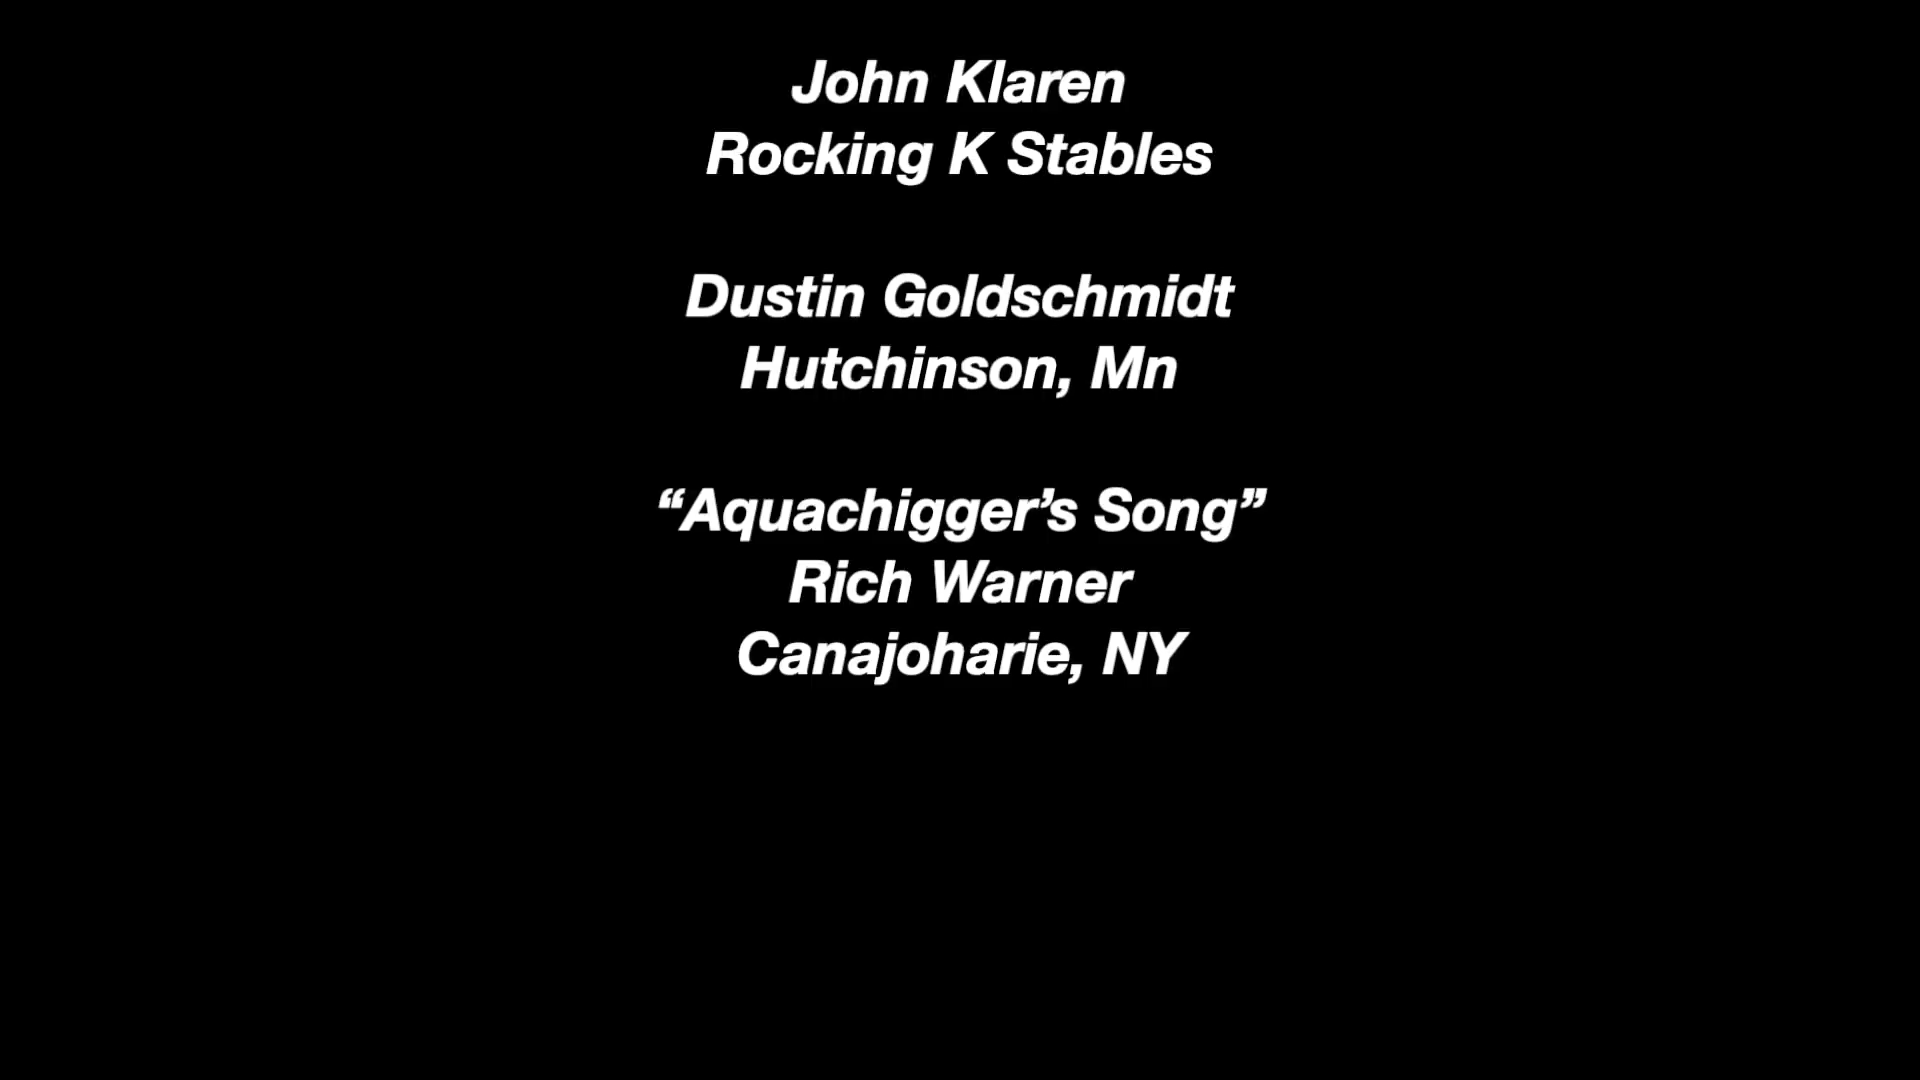 John Klaren
Rocking K Stables
Dustin Goldschmidt
Hutchinson, Mn
“Aquachigger’s Song”
Rich Warner
Canajoharie, NY